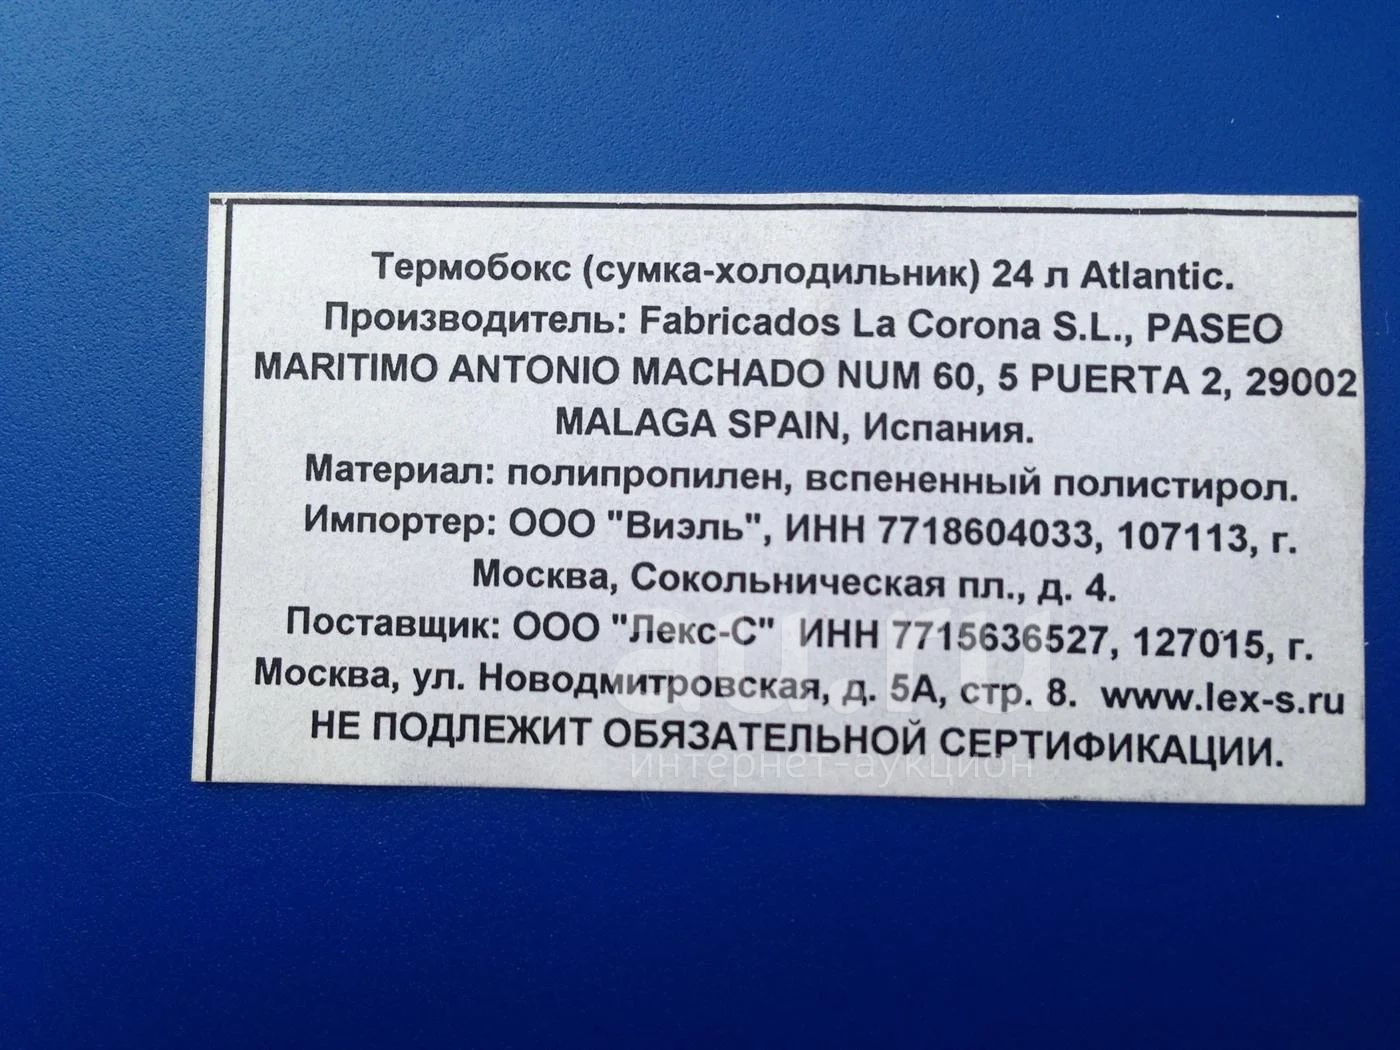 Термобокс (сумка-холодильник) 24 л Atlantic.
Производитель: Fabricados La Corona S.L., PASEO
MARITIMO ANTONIO MACHADO NUM 60, 5 PUERTA 2, 29002
MALAGA SPAIN, Испания.
Материал: полипропилен, вспененный полистирол.
Импортер: ООО "Виэль", ИНН 7718604033, 107113, г.
Москва, Сокольническая пл., д. 4.
Поставщик: ООО "Лекс-С" ИНН 7715636527, 127015, г.
Москва, ул. Новодмитровская, д. 5А, стр. 8. www.lex-s.ru
НЕ ПОДЛЕЖИТ ОБЯЗАТЕЛЬНОЙ СЕРТИФИКАЦИИ.
au.ru
интернет-аукцион